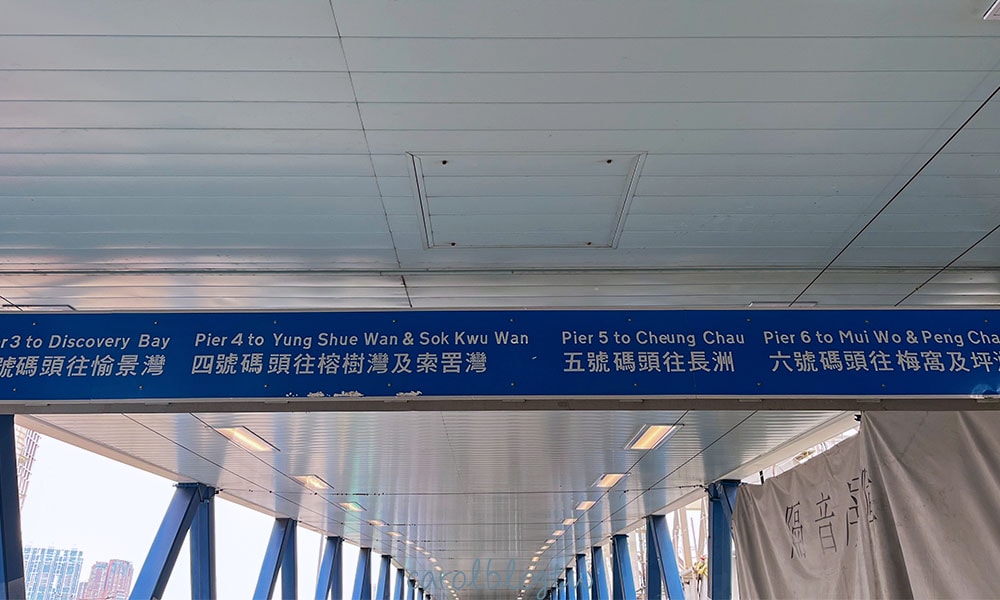 er 3 to Discovery Bay
號碼頭往愉景灣
Pier 4 to Yung Shue Wan & Sok Kwu Wan
四號碼頭往榕樹灣及索罟灣
Pier 5 to Cheung Chau
五號碼頭往長洲
Pier 6 to Mui Wo & Peng Cha
六號碼頭往梅窩及坪
音